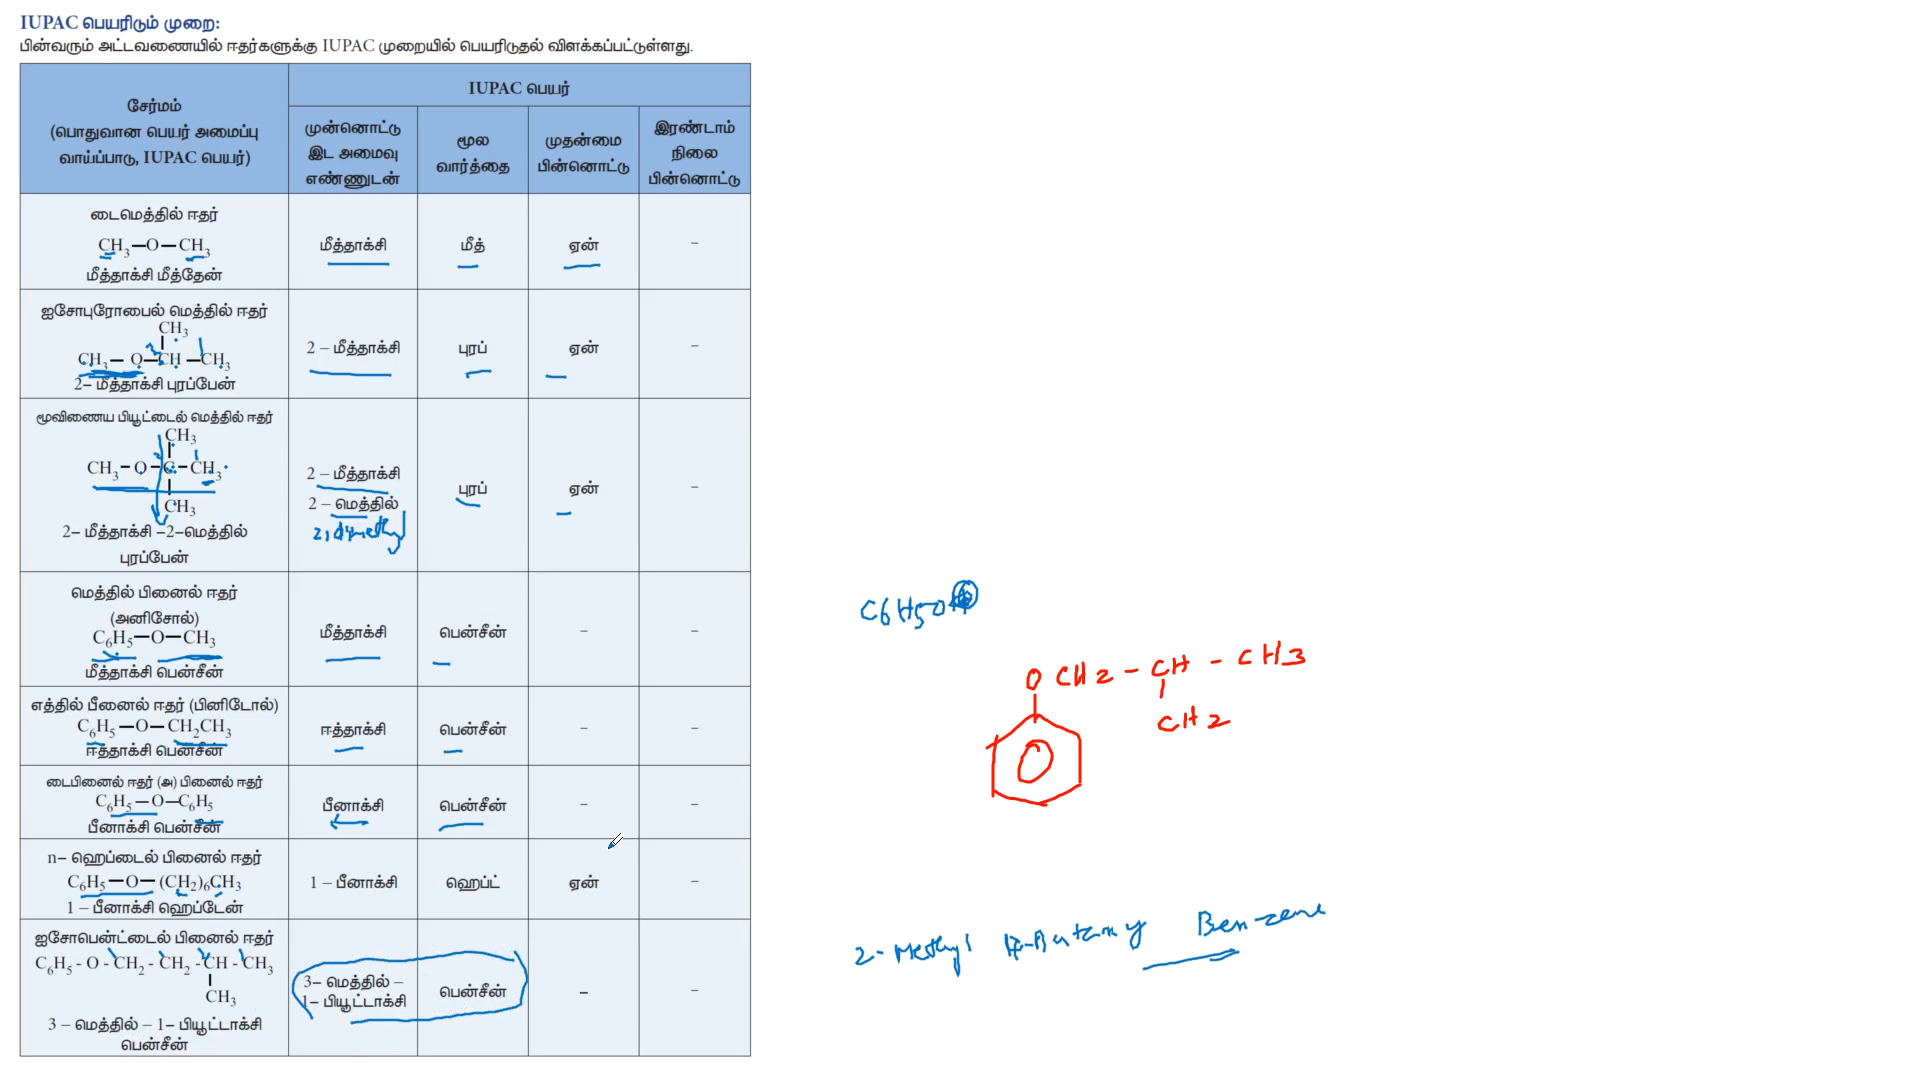 IUPAC பெயரிடும் முறை:
பின்வரும் அட்டவணையில் ஈதர்களுக்கு IUPAC முறையில் பெயரிடுதல் விளக்கப்பட்டுள்ளது.
சேர்மம்
(பொதுவான பெயர் அமைப்பு
வாய்ப்பாடு, IUPAC பெயர்)
IUPAC பெயர்
முன்னொட்டு
இட அமைவு
எண்ணுடன்
மூல
வார்த்தை
முதன்மை
பின்னொட்டு
இரண்டாம்
நிலை
பின்னொட்டு
டைமெத்தில் ஈதர்
CH3—O—CH3
மீத்தாக்சி மீத்தேன்
மீத்தாக்சி
மீத்
ஏன்
–
ஐசோபுரோபைல் மெத்தில் ஈதர்
CH3
CH3—O—CH—CH3
2– மீத்தாக்சி புரப்பேன்
2 – மீத்தாக்சி
புரப்
ஏன்
–
மூவிணைய பியூட்டைல் மெத்தில் ஈதர்
CH3
CH3—O—C—CH3
CH3
2– மீத்தாக்சி –2–மெத்தில்
புரப்பேன்
2 – மீத்தாக்சி
2 – மெத்தில்
புரப்
ஏன்
–
மெத்தில் பினைல் ஈதர்
(அனிசோல்)
C6H5—O—CH3
மீத்தாக்சி பென்சீன்
மீத்தாக்சி
பென்சீன்
–
–
எத்தில் பீனைல் ஈதர் (பினிடோல்)
C6H5—O—CH2CH3
ஈத்தாக்சி பென்சீன்
ஈத்தாக்சி
பென்சீன்
–
–
டைபினைல் ஈதர் (அ) பினைல் ஈதர்
C6H5—O—C6H5
பீனாக்சி பென்சீன்
பீனாக்சி
பென்சீன்
–
–
n– ஹெப்டைல் பினைல் ஈதர்
C6H5—O—(CH2)6CH3
1 – பீனாக்சி ஹெப்டேன்
1 – பீனாக்சி
ஹெப்ட்
ஏன்
–
ஐசோபென்ட்டைல் பினைல் ஈதர்
C6H5 - O - CH2 - CH2 - CH - CH3
CH3
3 – மெத்தில் – 1– பியூட்டாக்சி
பென்சீன்
3– மெத்தில் –
1– பியூட்டாக்சி
பென்சீன்
–
–
C6H5O
O CH2 - CH - CH3
CH2
2-Methyl Benzene